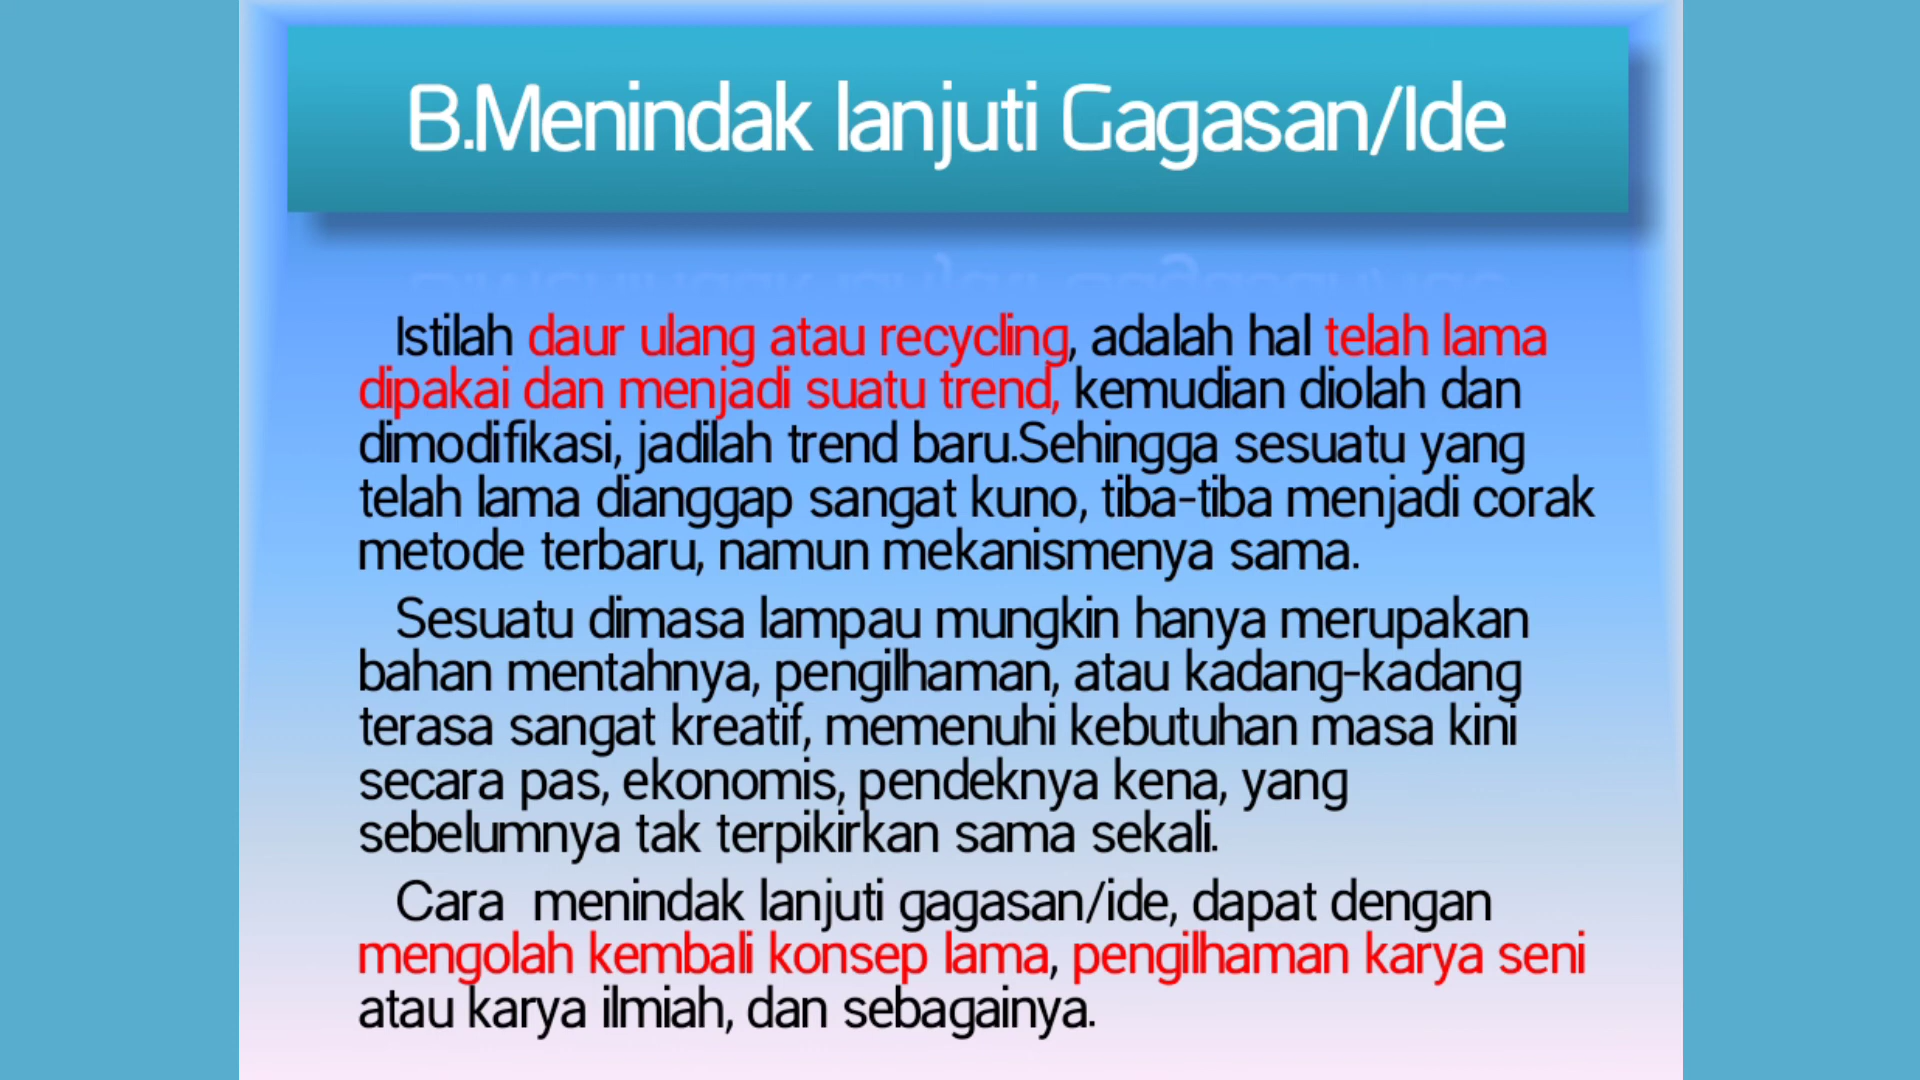 B.Menindak lanjuti Gagasan/Ide
Istilah daur ulang atau recycling, adalah hal telah lama
dipakai dan menjadi suatu trend, kemudian diolah dan
dimodifikasi, jadilah trend baru.Sehingga sesuatu yang
telah lama dianggap sangat kuno, tiba-tiba menjadi corak
metode terbaru, namun mekanismenya sama.
Sesuatu dimasa lampau mungkin hanya merupakan
bahan mentahnya, pengilhaman, atau kadang-kadang
terasa sangat kreatif, memenuhi kebutuhan masa kini
secara pas, ekonomis, pendeknya kena, yang
sebelumnya tak terpikirkan sama sekali.
Cara  menindak lanjuti gagasan/ide, dapat dengan
mengolah kembali konsep lama, pengilhaman karya seni
atau karya ilmiah, dan sebagainya.